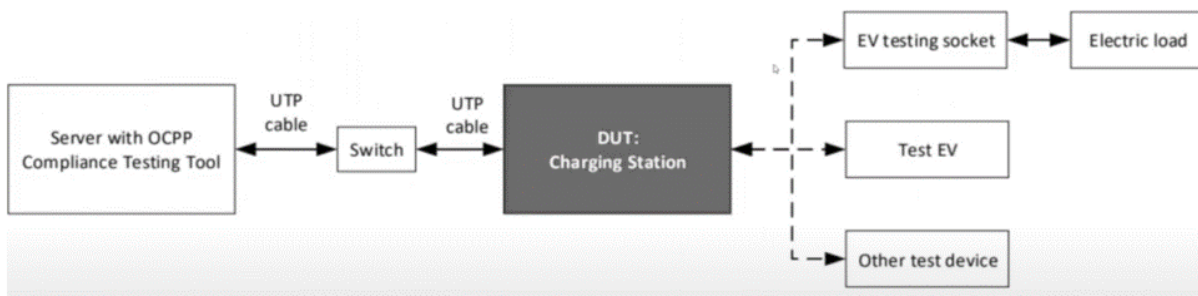 Server with OCPP
Compliance Testing Tool
UTP
cable
Switch
UTP
cable
DUT:
Charging Station
EV testing socket
Electric load
Test EV
Other test device